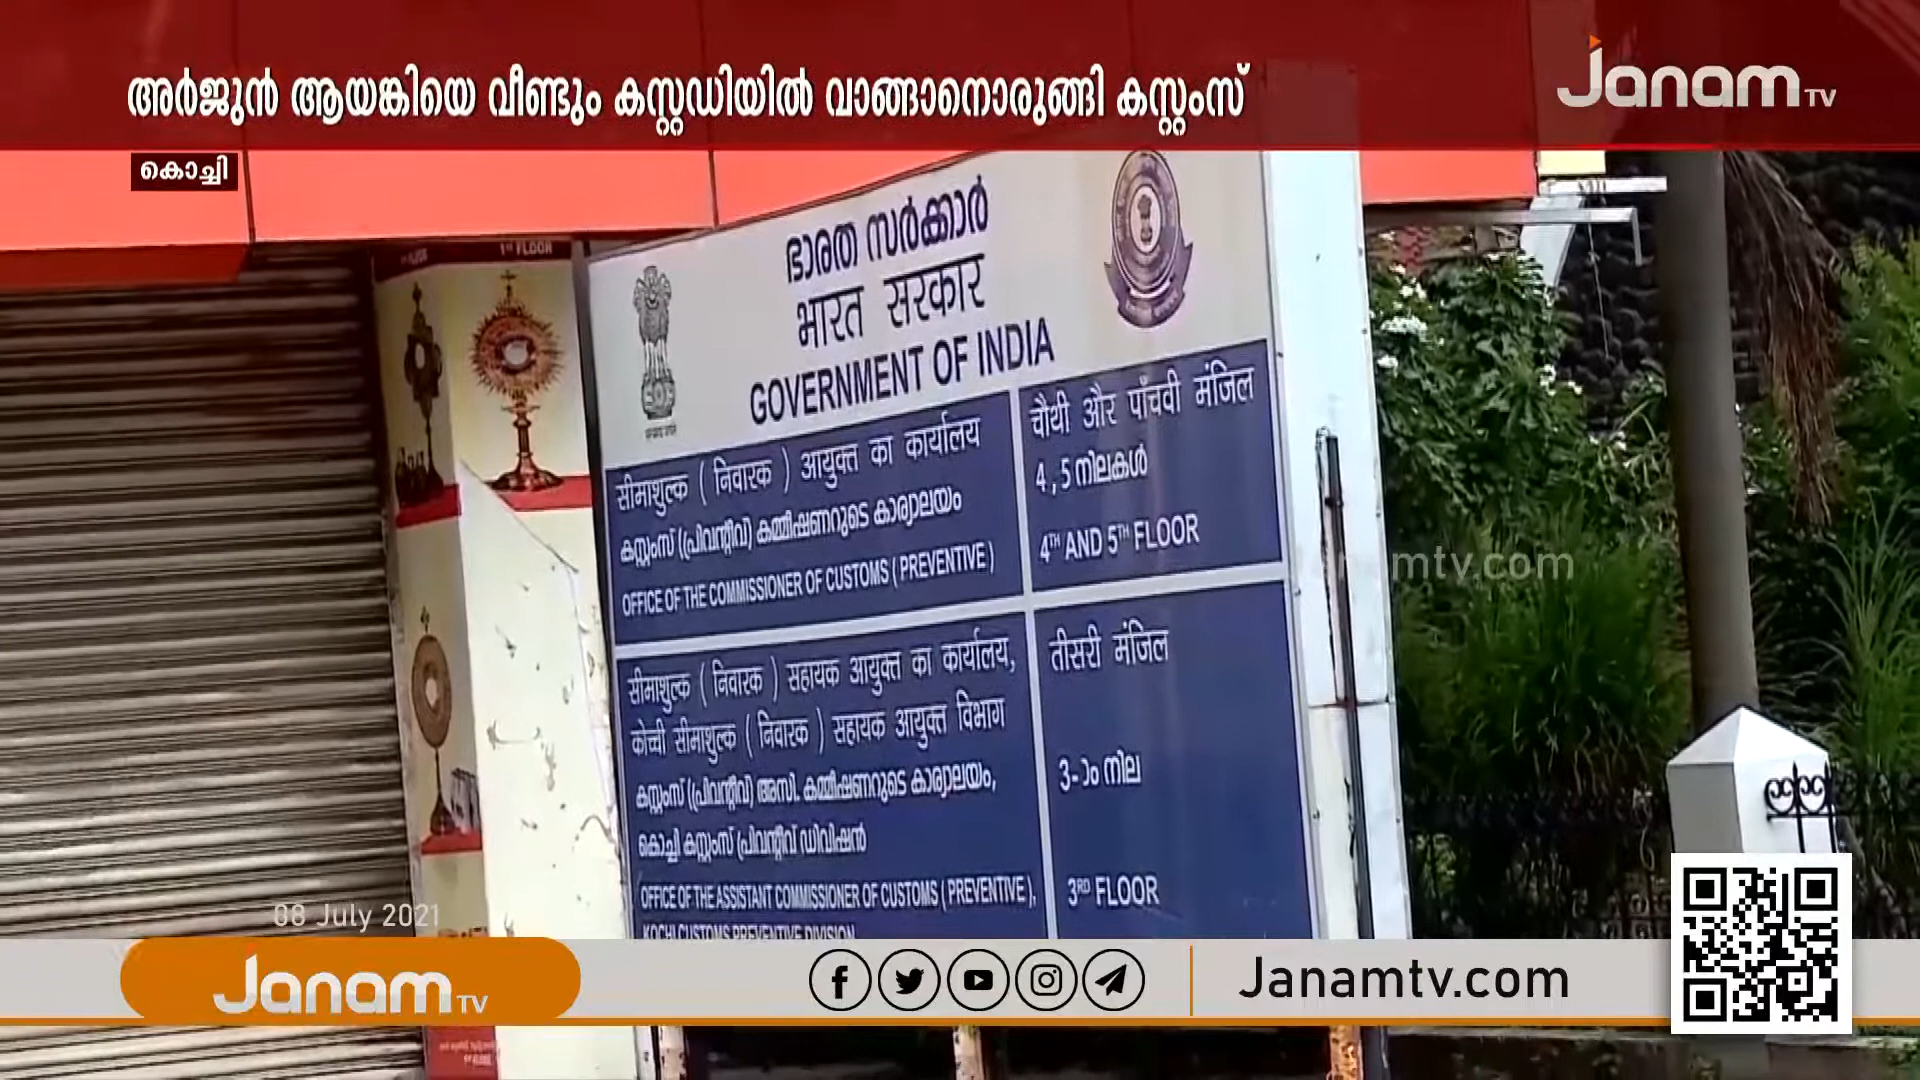 അർജുൻ ആയങ്കിയെ വീണ്ടും കസ്റ്റഡിയിൽ വാങ്ങാനൊരുങ്ങി കസ്റ്റംസ്
Janam TV
കൊച്ചി
1ST FLOOR
ഭാരത സർക്കാർ
भारत सरकार
GOVERNMENT OF INDIA
सीमाशुल्क ( निवारक ) आयुक्त का कार्यालय
കസ്റ്റംസ് (പ്രിവന്റീവ്) കമ്മീഷണറുടെ കാര്യാലയം
OFFICE OF THE COMMISSIONER OF CUSTOMS ( PREVENTIVE )
चौथी और पाँचवी मंजिल
4 , 5 നിലകൾ
4TH AND 5TH FLOOR
सीमाशुल्क ( निवारक ) सहायक आयुक्त का कार्यालय,
कोच्ची सीमाशुल्क ( निवारक ) सहायक आयुक्त विभाग
കസ്റ്റംസ് (പ്രിവന്റീവ്) അസി. കമ്മീഷണറുടെ കാര്യാലയം,
കൊച്ചി കസ്റ്റംസ് പ്രിവന്റീവ് ഡിവിഷൻ
OFFICE OF THE ASSISTANT COMMISSIONER OF CUSTOMS ( PREVENTIVE ),
KOCHI CUSTOMS PREVENTIVE DIVISION
तीसरी मंजिल
3-ാം നില
3RD FLOOR
Janamtv.com
08 July 2021
Janam TV
Janamtv.com